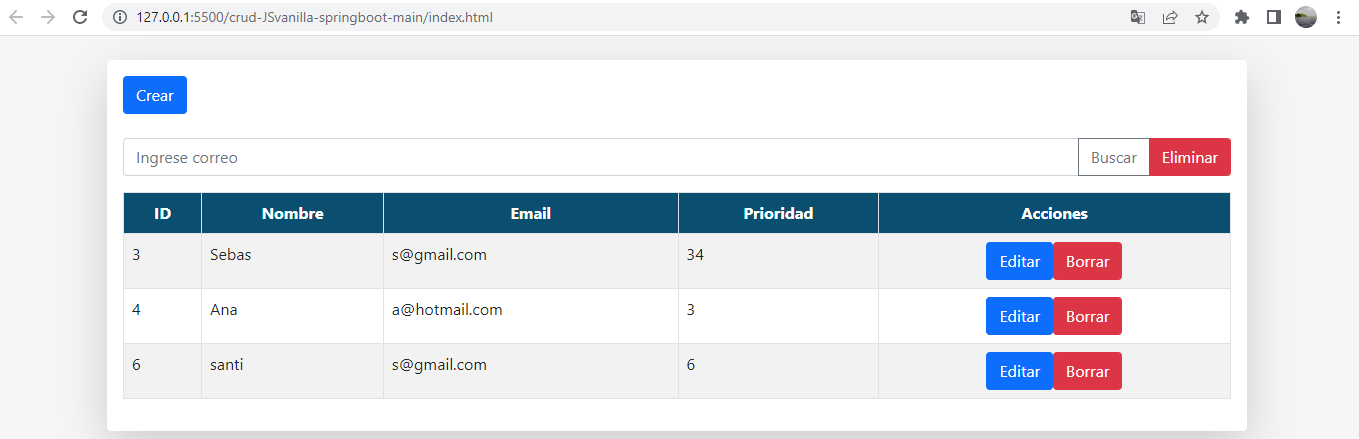 127.0.0.1:5500/crud-JSvanilla-springboot-main/index.html
Crear
Ingrese correo Buscar Eliminar
ID Nombre Email Prioridad Acciones
3 Sebas s@gmail.com 34 Editar Borrar
4 Ana a@hotmail.com 3 Editar Borrar
6 santi s@gmail.com 6 Editar Borrar